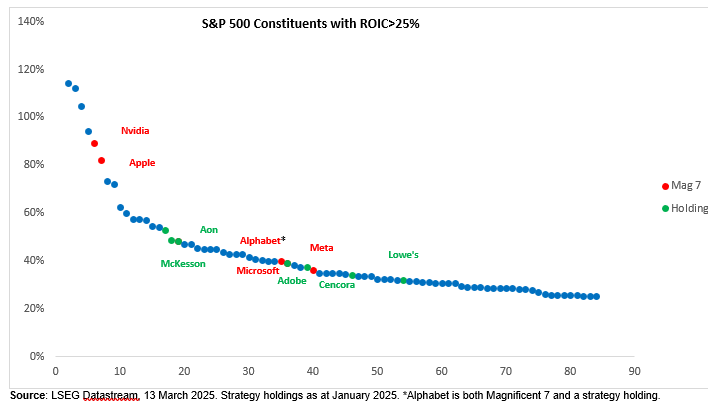 S&P 500 Constituents with ROIC>25%
140%
120%
100%
80%
60%
40%
20%
0%
Nvidia
Apple
Aon
McKesson
Alphabet*
Microsoft
Meta
Adobe
Cencora
Lowe's
Mag 7
Holding
0 10 20 30 40 50 60 70 80 90
Source: LSEG Datastream, 13 March 2025. Strategy holdings as at January 2025. *Alphabet is both Magnificent 7 and a strategy holding.